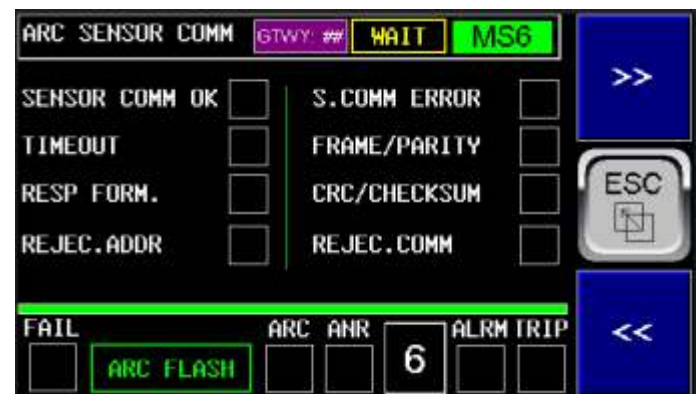 ARC SENSOR COMM GTWY: ## WAIT MS6
>>
SENSOR COMM OK S.COMM ERROR
TIMEOUT FRAME/PARITY
RESP FORM. CRC/CHECKSUM
ESC
REJEC.ADDR REJEC.COMM
FAIL ARC ANR ALRM TRIP
<<
ARC FLASH 6